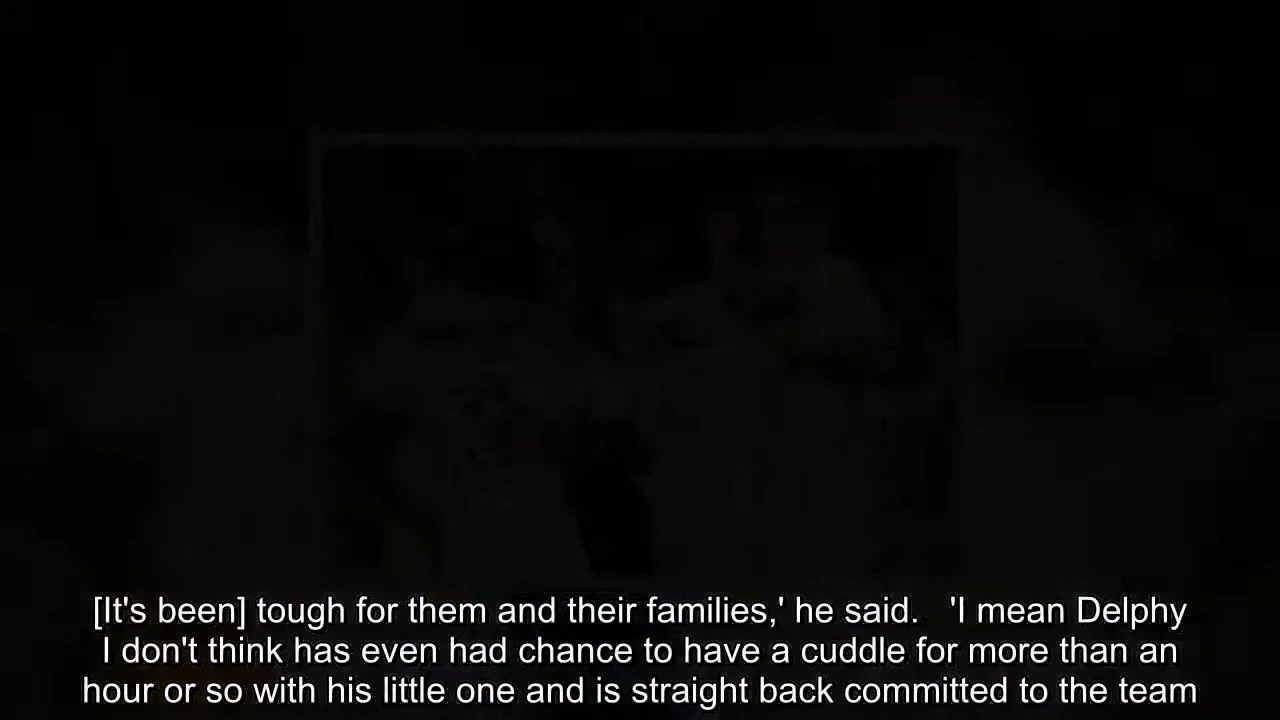 [It's been] tough for them and their families,' he said.   'I mean Delphy
I don't think has even had chance to have a cuddle for more than an
hour or so with his little one and is straight back committed to the team